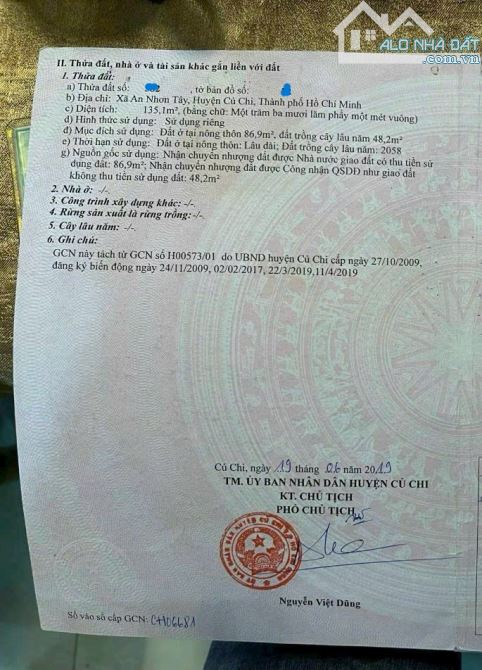 ALO NHÀ ĐẤT
.com.vn
II. Thửa đất, nhà ở và tài sản khác gắn liền với đất
1. Thửa đất:
a) Thửa đất số: , tờ bản đồ số:
b) Địa chỉ: Xã An Nhơn Tây, Huyện Củ Chi, Thành phố Hồ Chí Minh
c) Diện tích: 135,1m², (bằng chữ: Một trăm ba mươi lăm phẩy một mét vuông)
d) Hình thức sử dụng: Sử dụng riêng
đ) Mục đích sử dụng: Đất ở tại nông thôn 86,9m², đất trồng cây lâu năm 48,2m²
e) Thời hạn sử dụng: Đất ở tại nông thôn: Lâu dài; Đất trồng cây lâu năm: 2058
g) Nguồn gốc sử dụng: Nhận chuyển nhượng đất được Nhà nước giao đất có thu tiền sử
dụng đất: 86,9m²; Nhận chuyển nhượng đất được Công nhận QSDĐ như giao đất
không thu tiền sử dụng đất: 48,2m²
2. Nhà ở: -/-
3. Công trình xây dựng khác: -/-
4. Rừng sản xuất là rừng trồng: -/-
5. Cây lâu năm: -/-
6. Ghi chú:
GCN này tách từ GCN số H00573/01 do UBND huyện Củ Chi cấp ngày 27/10/2009,
đăng ký biến động ngày 24/11/2009, 02/02/2017, 22/3/2019,11/4/2019
Củ Chi, ngày 19 tháng 06 năm 2019
TM. ỦY BAN NHÂN DÂN HUYỆN CỦ CHI
KT. CHỦ TỊCH
PHÓ CHỦ TỊCH
Nguyễn Việt Dũng
Số vào sổ cấp GCN: CH06681